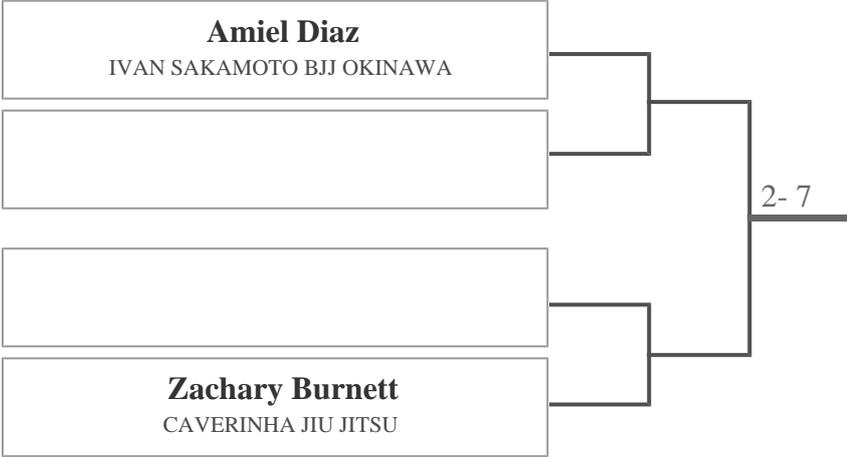 Amiel Diaz
IVAN SAKAMOTO BJJ OKINAWA
2- 7
Zachary Burnett
CAVERINHA JIU JITSU